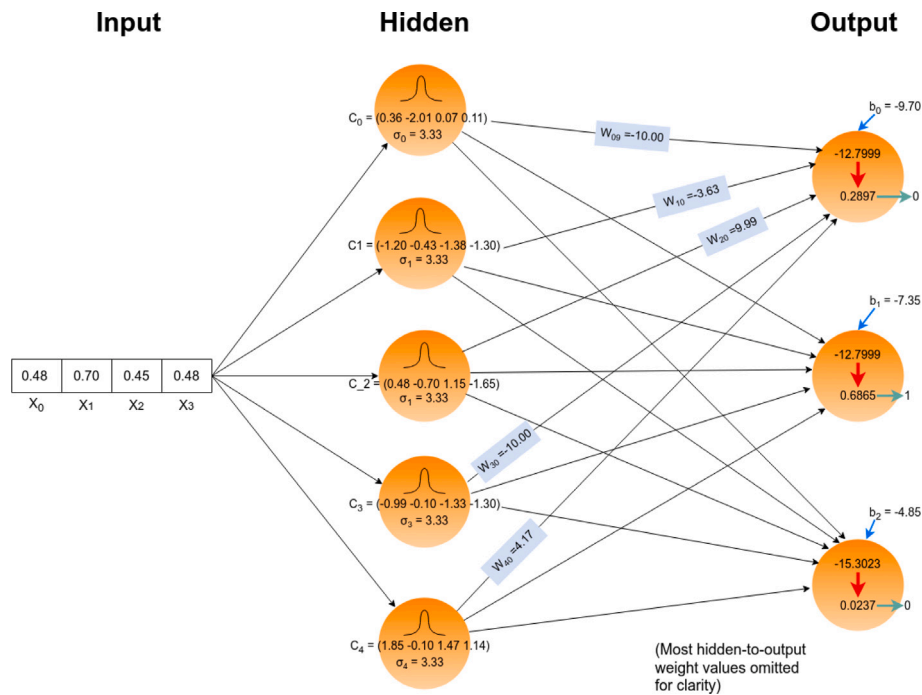 Input Hidden Output
C0 = (0.36 -2.01 0.07 0.11)
σ0 = 3.33
W09 =-10.00
b0 = -9.70
-12.7999
0.2897
0
W10 =-3.63
C1 = (-1.20 -0.43 -1.38 -1.30)
σ1 = 3.33
W20 =9.99
b1 = -7.35
-12.7999
0.6865
1
0.48 0.70 0.45 0.48
X0 X1 X2 X3
C_2 = (0.48 -0.70 1.15 -1.65)
σ1 = 3.33
W30 =-10.00
C3 = (-0.99 -0.10 -1.33 -1.30)
σ3 = 3.33
b2 = -4.85
-15.3023
0.0237
0
W40 =4.17
C4 = (1.85 -0.10 1.47 1.14)
σ4 = 3.33
(Most hidden-to-output
weight values omitted
for clarity)